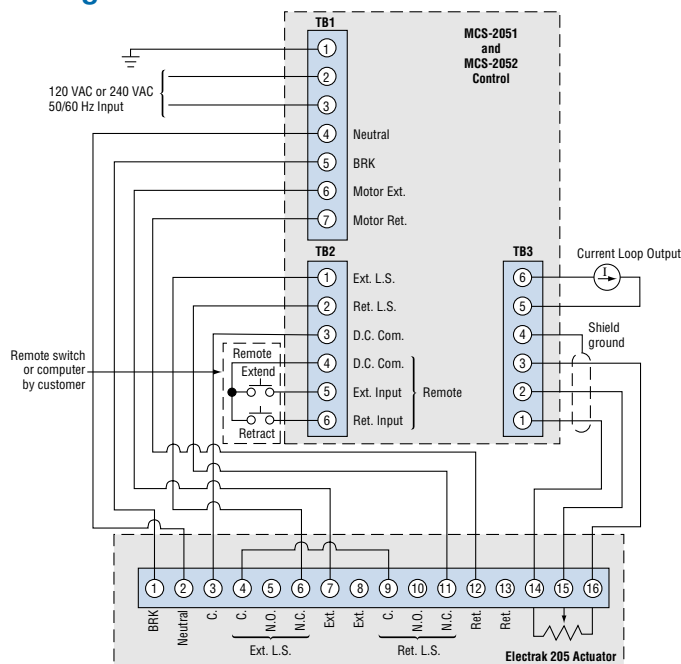 TB1
MCS-2051
and
MCS-2052
Control
1
2
3
120 VAC or 240 VAC
50/60 Hz Input
4 Neutral
5 BRK
6 Motor Ext.
7 Motor Ret.
TB2
1 Ext. L.S.
2 Ret. L.S.
3 D.C. Com.
4 D.C. Com.
5 Ext. Input
6 Ret. Input
Remote
TB3
6
5
4
3
2
1
Current Loop Output
I
Shield
ground
Remote switch
or computer
by customer
Remote
Extend
Retract
1 2 3 4 5 6 7 8 9 10 11 12 13 14 15 16
BRK Neutral C. C. N.O. N.C. Ext. Ext. C. N.O. N.C. Ret. Ret.
Ext. L.S. Ret. L.S.
Electrak 205 Actuator